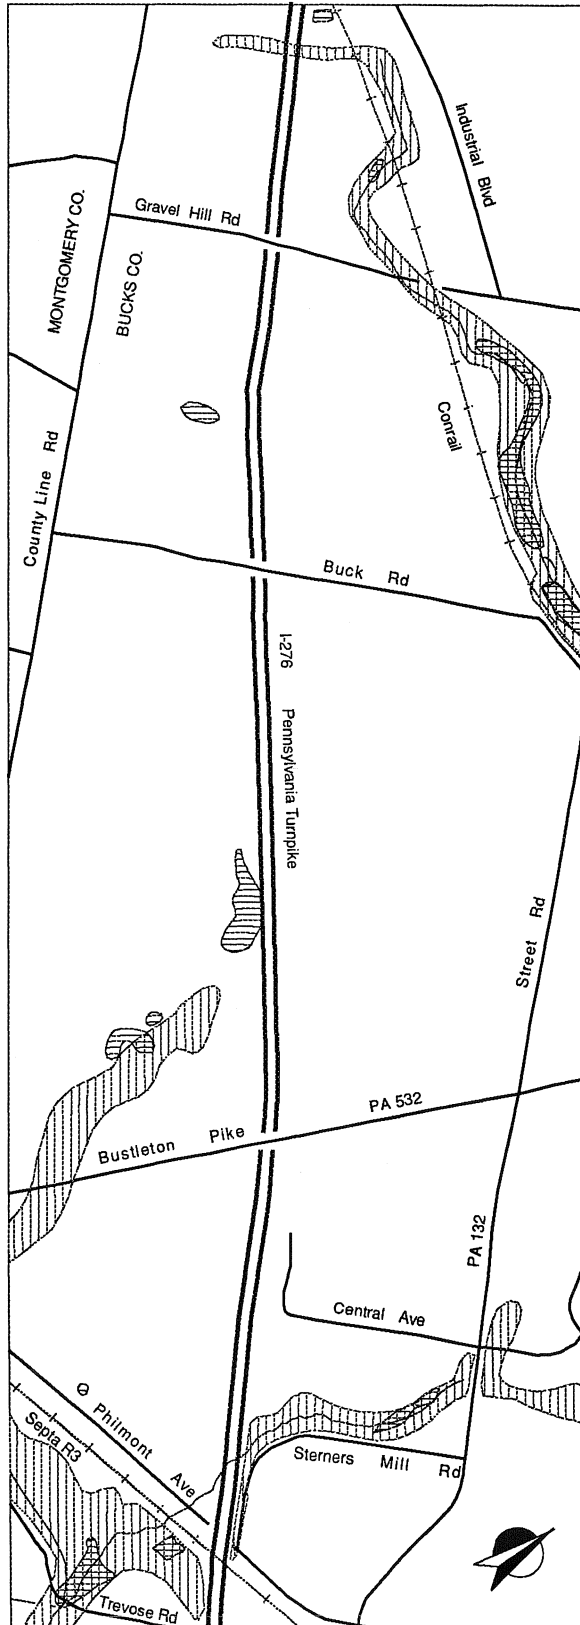 Industrial Blvd
Gravel Hill Rd
MONTGOMERY CO.
BUCKS CO.
Conrail
County Line Rd
Buck Rd
I-276 Pennsylvania Turnpike
Street Rd
PA 532
Bustleton Pike
PA 132
Central Ave
Philmont Ave
Septa R3
Sterners Mill Rd
Trevose Rd